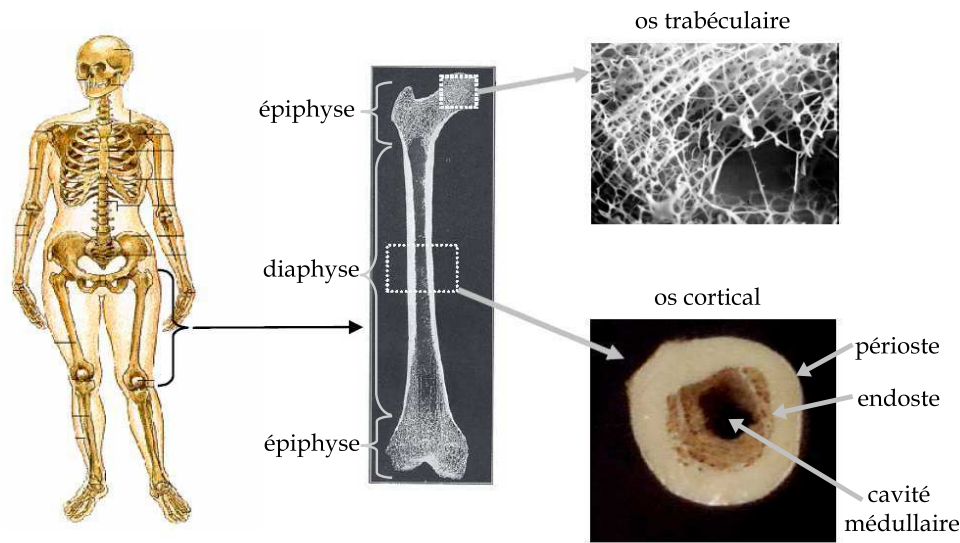 os trabéculaire
épiphyse
diaphyse
os cortical
périoste
endoste
épiphyse
cavité
médullaire